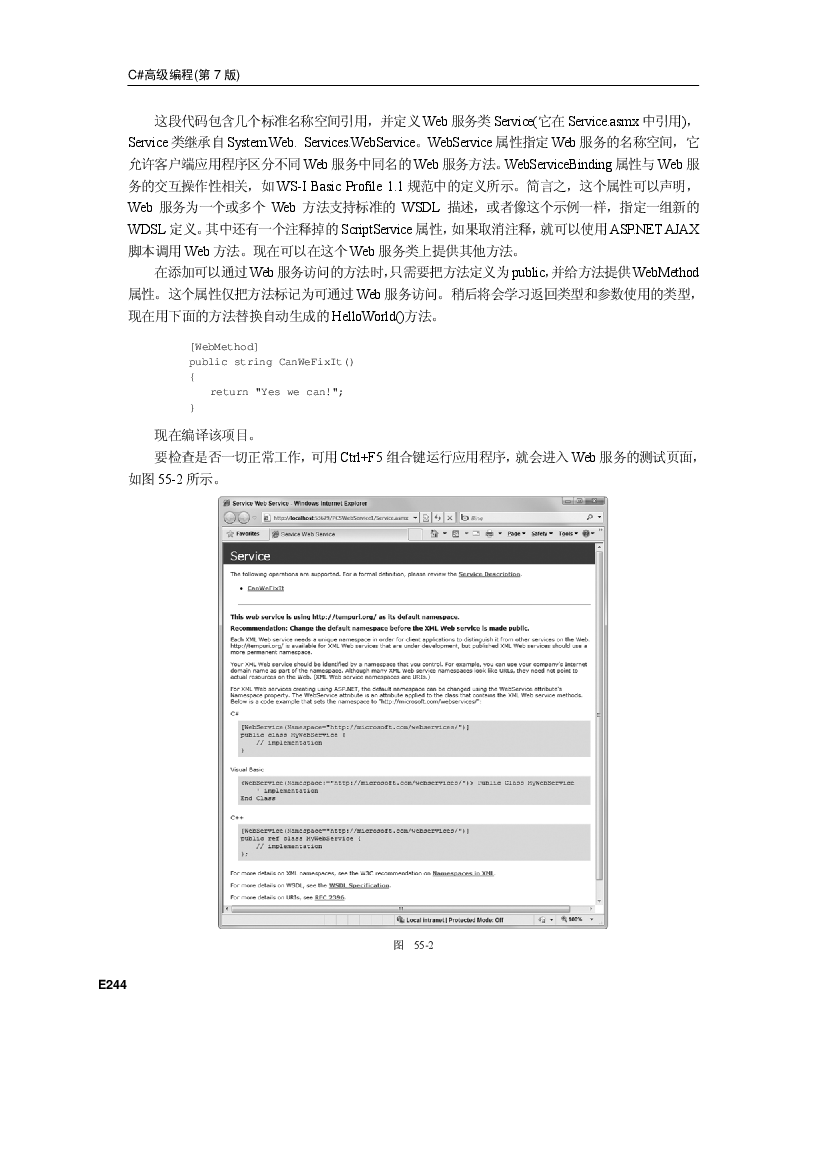 C#高级编程(第 7 版)
这段代码包含几个标准名称空间引用，并定义 Web 服务类 Service(它在 Service.asmx 中引用)，
Service 类继承自 System.Web. Services.WebService。WebService 属性指定 Web 服务的名称空间，它
允许客户端应用程序区分不同 Web 服务中同名的 Web 服务方法。WebServiceBinding 属性与 Web 服
务的交互操作性相关，如 WS-I Basic Profile 1.1 规范中的定义所示。简言之，这个属性可以声明，
Web 服务为一个或多个 Web 方法支持标准的 WSDL 描述，或者像这个示例一样，指定一组新的
WDSL 定义。其中还有一个注释掉的 ScriptService 属性，如果取消注释，就可以使用 ASP.NET AJAX
脚本调用 Web 方法。现在可以在这个 Web 服务类上提供其他方法。
在添加可以通过 Web 服务访问的方法时，只需要把方法定义为 public，并给方法提供 WebMethod
属性。这个属性仅把方法标记为可通过 Web 服务访问。稍后将会学习返回类型和参数使用的类型，
现在用下面的方法替换自动生成的 HelloWorld()方法。
[WebMethod]
public string CanWeFixIt()
{
return "Yes we can!";
}
现在编译该项目。
要检查是否一切正常工作，可用 Ctrl+F5 组合键运行应用程序，就会进入 Web 服务的测试页面，
如图 55-2 所示。
Service Web Service - Windows Internet Explorer
Bing
Favorites Service Web Service Page Safety Tools
Service
The following operations are supported. For a formal definition, please review the Service Description.
• CanWeFixIt
This web service is using http://tempuri.org/ as its default namespace.
Recommendation: Change the default namespace before the XML Web service is made public.
Each XML Web service needs a unique namespace in order for client applications to distinguish it from other services on the Web.
http://tempuri.org/ is available for XML Web services that are under development, but published XML Web services should use a
more permanent namespace.
Your XML Web service should be identified by a namespace that you control. For example, you can use your company's Internet
domain name as part of the namespace. Although many XML Web service namespaces look like URLs, they need not point to
actual resources on the Web. (XML Web service namespaces are URIs.)
For XML Web services creating using ASP.NET, the default namespace can be changed using the WebService attribute's
Namespace property. The WebService attribute is an attribute applied to the class that contains the XML Web service methods.
Below is a code example that sets the namespace to "http://microsoft.com/webservices/":
C#
[WebService(Namespace="http://microsoft.com/webservices/")]
public class MyWebService {
// implementation
}
Visual Basic
<WebService(Namespace:="http://microsoft.com/webservices/")> Public Class MyWebService
' implementation
End Class
C++
[WebService(Namespace="http://microsoft.com/webservices/")]
public ref class MyWebService {
// implementation
};
For more details on XML namespaces, see the W3C recommendation on Namespaces in XML.
For more details on WSDL, see the WSDL Specification.
For more details on URIs, see RFC 2396.
Local intranet | Protected Mode: Off 100%
图 55-2
E244